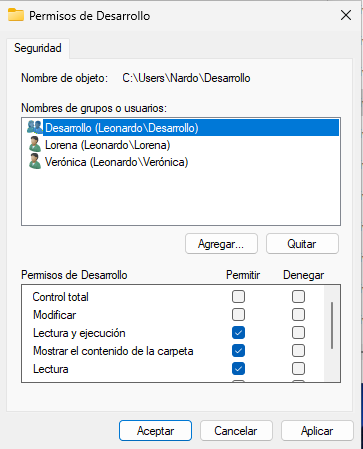 Permisos de Desarrollo
Seguridad
Nombre de objeto: C:\Users\Nardo\Desarrollo
Nombres de grupos o usuarios:
Desarrollo (Leonardo\Desarrollo)
Lorena (Leonardo\Lorena)
Verónica (Leonardo\Verónica)
Agregar... Quitar
Permisos de Desarrollo Permitir Denegar
Control total
Modificar
Lectura y ejecución
Mostrar el contenido de la carpeta
Lectura
Aceptar Cancelar Aplicar